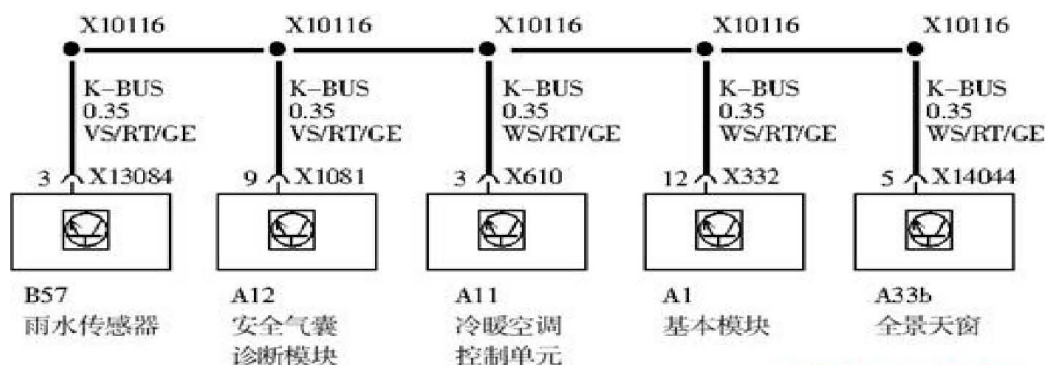 X10116 X10116 X10116 X10116 X10116
K-BUS K-BUS K-BUS K-BUS K-BUS
0.35 0.35 0.35 0.35 0.35
VS/RT/GE VS/RT/GE WS/RT/GE WS/RT/GE WS/RT/GE
3 X13084 9 X1081 3 X610 12 X332 5 X14044
B57 A12 A11 A1 A33b
雨水传感器 安全气囊 冷暖空调 基本模块 全景天窗
诊断模块 控制单元